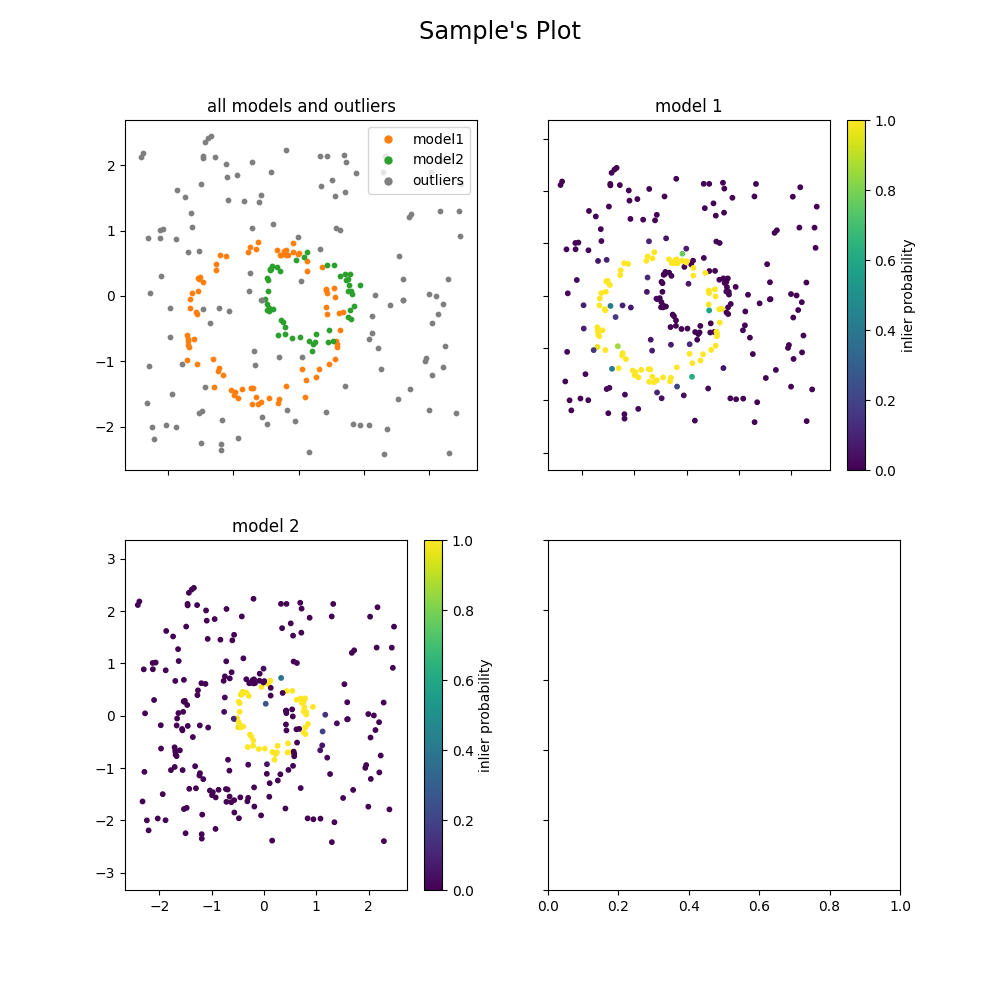 Sample's Plot
all models and outliers
model1
model2
outliers
2
1
0
−1
−2
model 1
1.0
0.8
0.6
0.4
0.2
0.0
inlier probability
model 2
3
2
1
0
−1
−2
−3
−2 −1 0 1 2
1.0
0.8
0.6
0.4
0.2
0.0
inlier probability
0.0 0.2 0.4 0.6 0.8 1.0